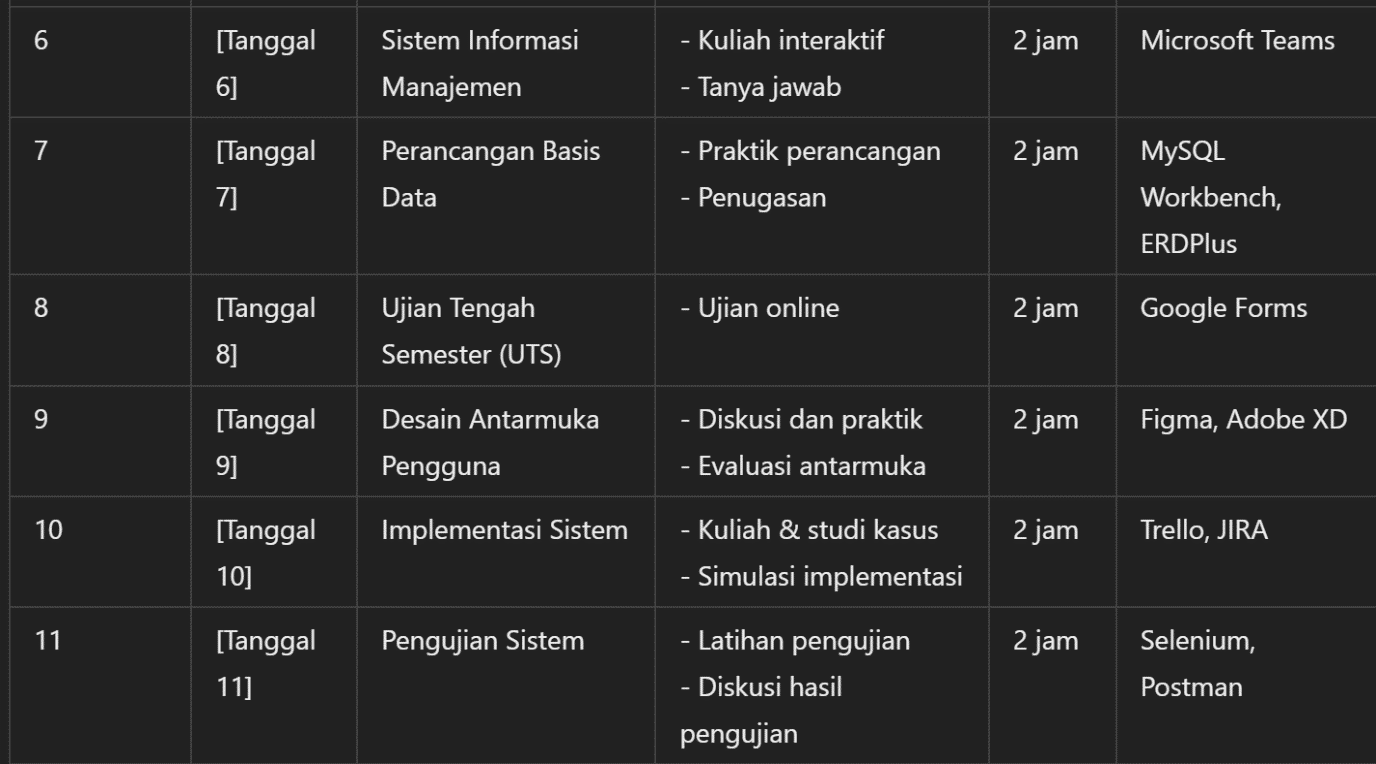 6
[Tanggal
6]
Sistem Informasi
Manajemen
- Kuliah interaktif
- Tanya jawab
2 jam
Microsoft Teams
7
[Tanggal
7]
Perancangan Basis
Data
- Praktik perancangan
- Penugasan
2 jam
MySQL
Workbench,
ERDPlus
8
[Tanggal
8]
Ujian Tengah
Semester (UTS)
- Ujian online
2 jam
Google Forms
9
[Tanggal
9]
Desain Antarmuka
Pengguna
- Diskusi dan praktik
- Evaluasi antarmuka
2 jam
Figma, Adobe XD
10
[Tanggal
10]
Implementasi Sistem
- Kuliah & studi kasus
- Simulasi implementasi
2 jam
Trello, JIRA
11
[Tanggal
11]
Pengujian Sistem
- Latihan pengujian
- Diskusi hasil
pengujian
2 jam
Selenium,
Postman